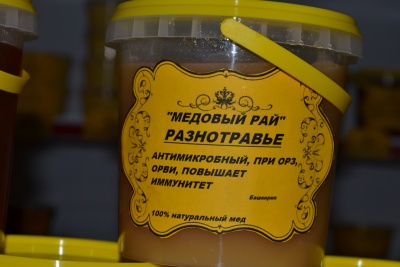 "МЕДОВЫЙ РАЙ"
РАЗНОТРАВЬЕ
АНТИМИКРОБНЫЙ, ПРИ ОРЗ,
ОРВИ, ПОВЫШАЕТ
ИММУНИТЕТ
Башкирия
100% натуральный мед